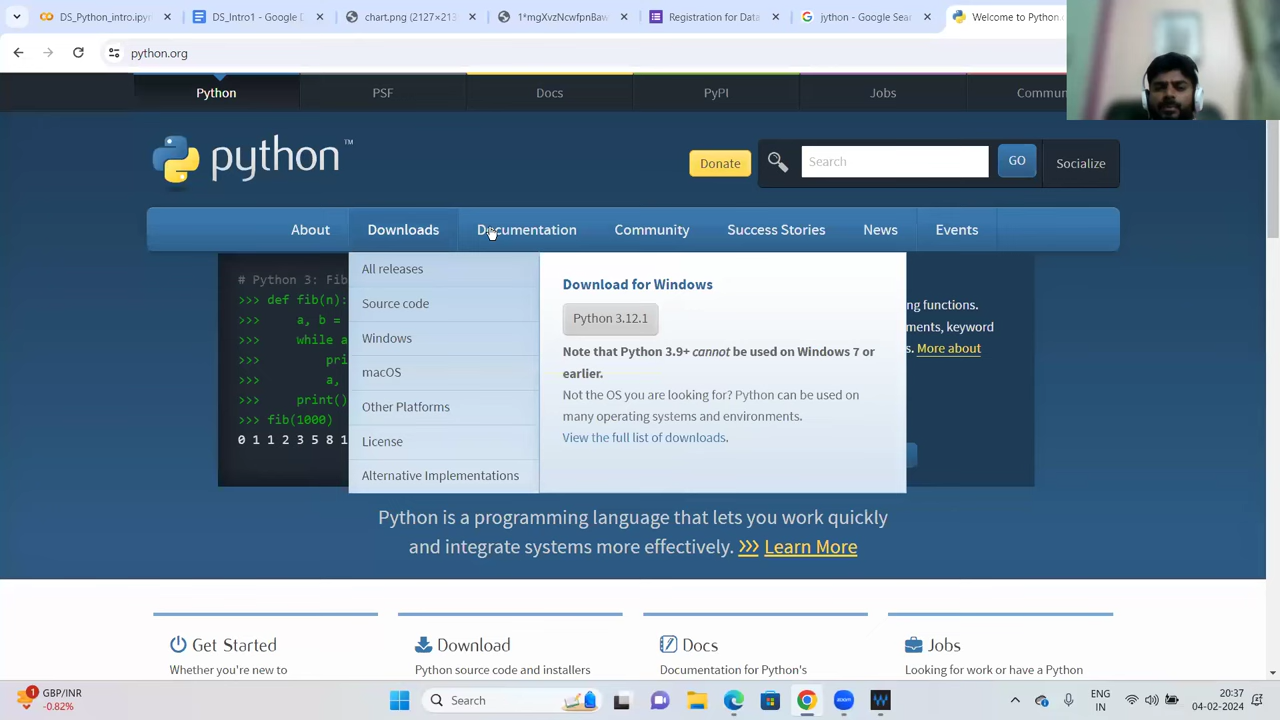 DS_Python_intro.ipyn
DS_Intro1 - Google D
chart.png (2127×213
1*mgXvzNcwfpnBaw
Registration for Data
jython - Google Sear
Welcome to Python.o
python.org
Python
PSF
Docs
PyPI
Jobs
Commun
python™
Donate
Search
GO
Socialize
About
Downloads
Documentation
Community
Success Stories
News
Events
# Python 3: Fib
>>> def fib(n):
>>> a, b =
>>> while a
>>> pri
>>> a,
>>> print()
>>> fib(1000)
0 1 1 2 3 5 8 1
All releases
Source code
Windows
macOS
Other Platforms
License
Alternative Implementations
Download for Windows
Python 3.12.1
Note that Python 3.9+ cannot be used on Windows 7 or
earlier.
Not the OS you are looking for? Python can be used on
many operating systems and environments.
View the full list of downloads.
ng functions.
ments, keyword
s. More about
Python is a programming language that lets you work quickly
and integrate systems more effectively. >>> Learn More
Get Started
Whether you're new to
Download
Python source code and installers
Docs
Documentation for Python's
Jobs
Looking for work or have a Python
1
GBP/INR
-0.82%
Search
ENG
IN
20:37
04-02-2024